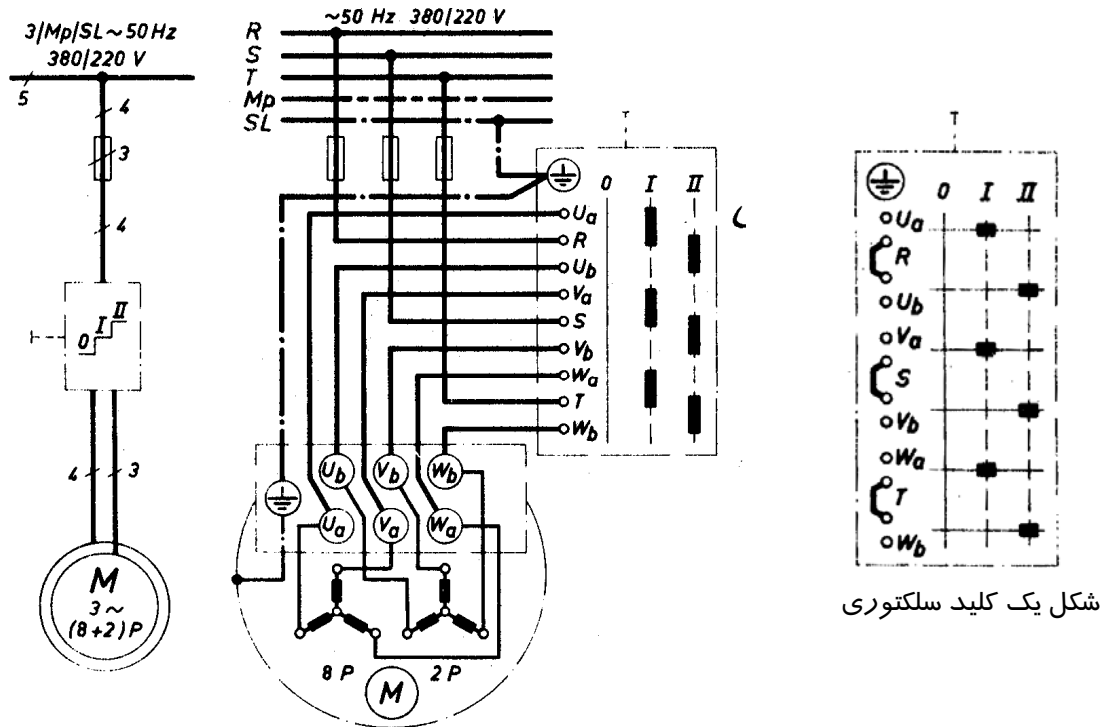 3/Mp/SL ~ 50 Hz
380/220 V
5
4
3
4
0 I II
4
3
M
3 ~
(8+2) P
~50 Hz 380/220 V
R
S
T
Mp
SL
0 I II
Ua
R
Ub
Va
S
Vb
Wa
T
Wb
Ub Vb Wb
Ua Va Wa
8 P 2 P
M
0 I II
Ua
R
Ub
Va
S
Vb
Wa
T
Wb
شکل یک کلید سلکتوری